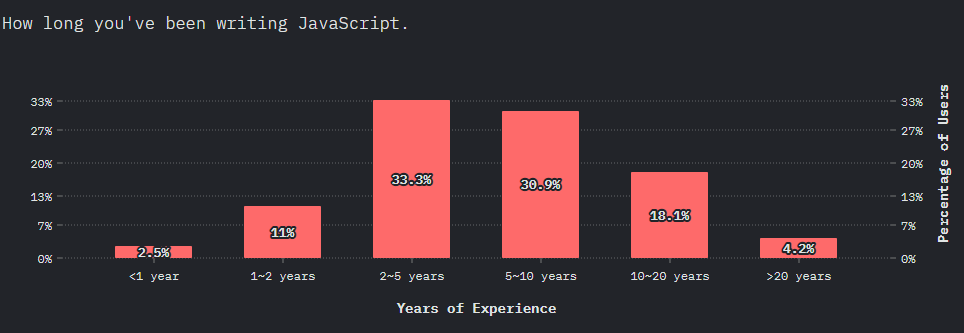 How long you've been writing JavaScript.
33% 33%
27% 27%
20% 20%
13% 13%
7% 7%
0% 0%
2.5% 11% 33.3% 30.9% 18.1% 4.2%
<1 year 1~2 years 2~5 years 5~10 years 10~20 years >20 years
Years of Experience
Percentage of Users